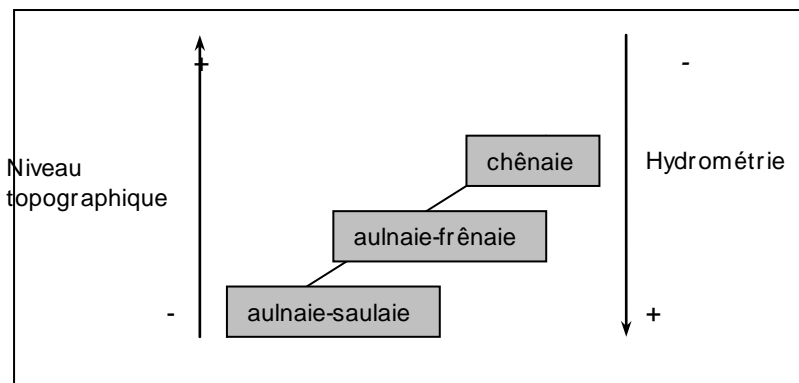 +
-
chênaie
Niveau
topographique
Hydrométrie
aulnaie-frênaie
-
aulnaie-saulaie
+